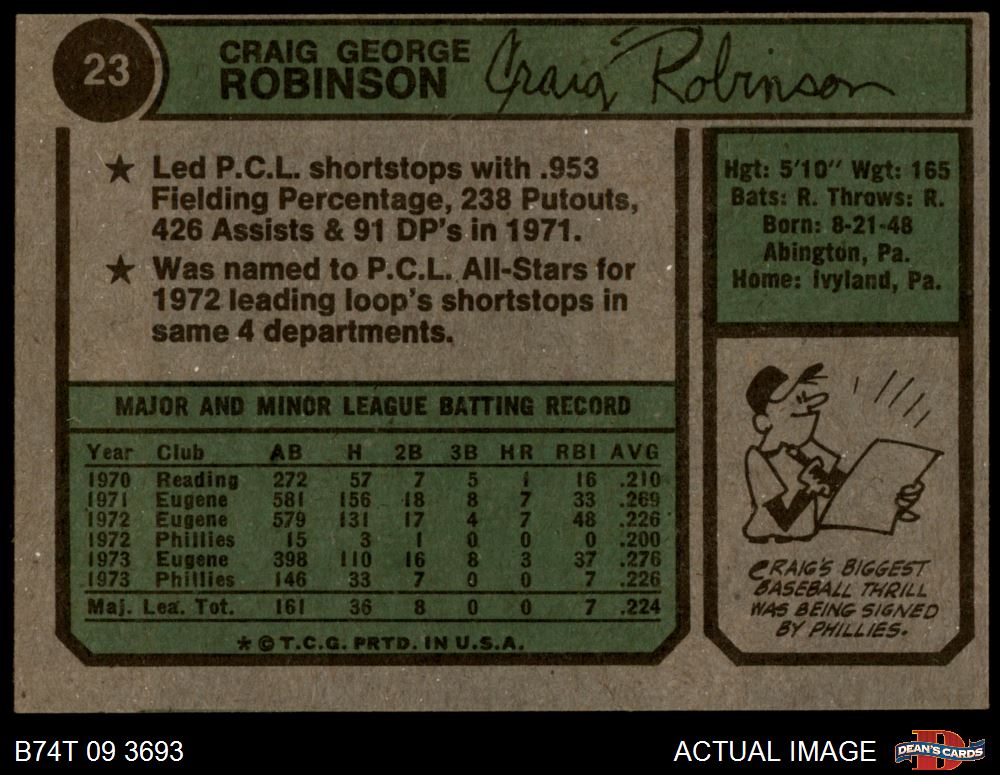 23
CRAIG GEORGE
ROBINSON
Craig Robinson
★ Led P.C.L. shortstops with .953
Fielding Percentage, 238 Putouts,
426 Assists & 91 DP's in 1971.
★ Was named to P.C.L. All-Stars for
1972 leading loop's shortstops in
same 4 departments.
Hgt: 5'10" Wgt: 165
Bats: R. Throws: R.
Born: 8-21-48
Abington, Pa.
Home: Ivyland, Pa.
MAJOR AND MINOR LEAGUE BATTING RECORD
Year Club AB H 2B 3B HR RBI AVG
1970 Reading 272 57 7 5 1 16 .210
1971 Eugene 581 156 18 8 7 33 .269
1972 Eugene 579 131 17 4 7 48 .226
1972 Phillies 15 3 1 0 0 0 .200
1973 Eugene 398 110 16 8 3 37 .276
1973 Phillies 146 33 7 0 0 7 .226
Maj. Lea. Tot. 161 36 8 0 0 7 .224
* © T.C.G. PRTD. IN U.S.A.
CRAIG'S BIGGEST
BASEBALL THRILL
WAS BEING SIGNED
BY PHILLIES.
B74T 09 3693
ACTUAL IMAGE
D
DEAN'S CARDS